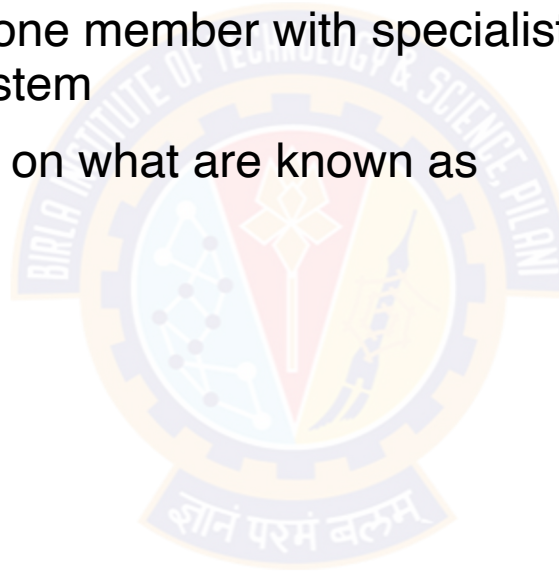 one member with specialist
stem
on what are known as
BIRLA INSTITUTE OF TECHNOLOGY & SCIENCE, PILANI
ज्ञानं परमं बलम्